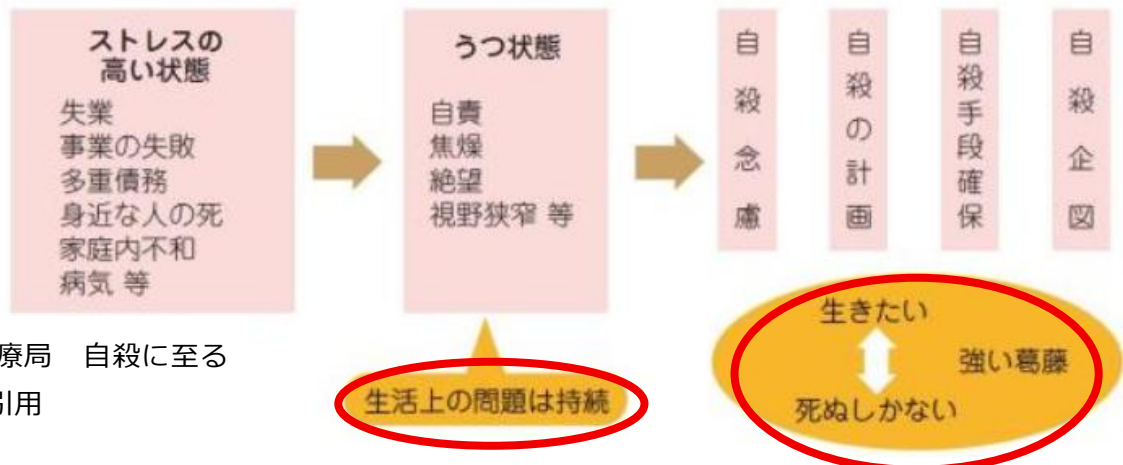 ストレスの
高い状態
失業
事業の失敗
多重債務
身近な人の死
家庭内不和
病気 等
うつ状態
自責
焦燥
絶望
視野狭窄 等
自殺念慮
自殺の計画
自殺手段確保
自殺企図
生活上の問題は持続
生きたい
強い葛藤
死ぬしかない
療局 自殺に至る
引用